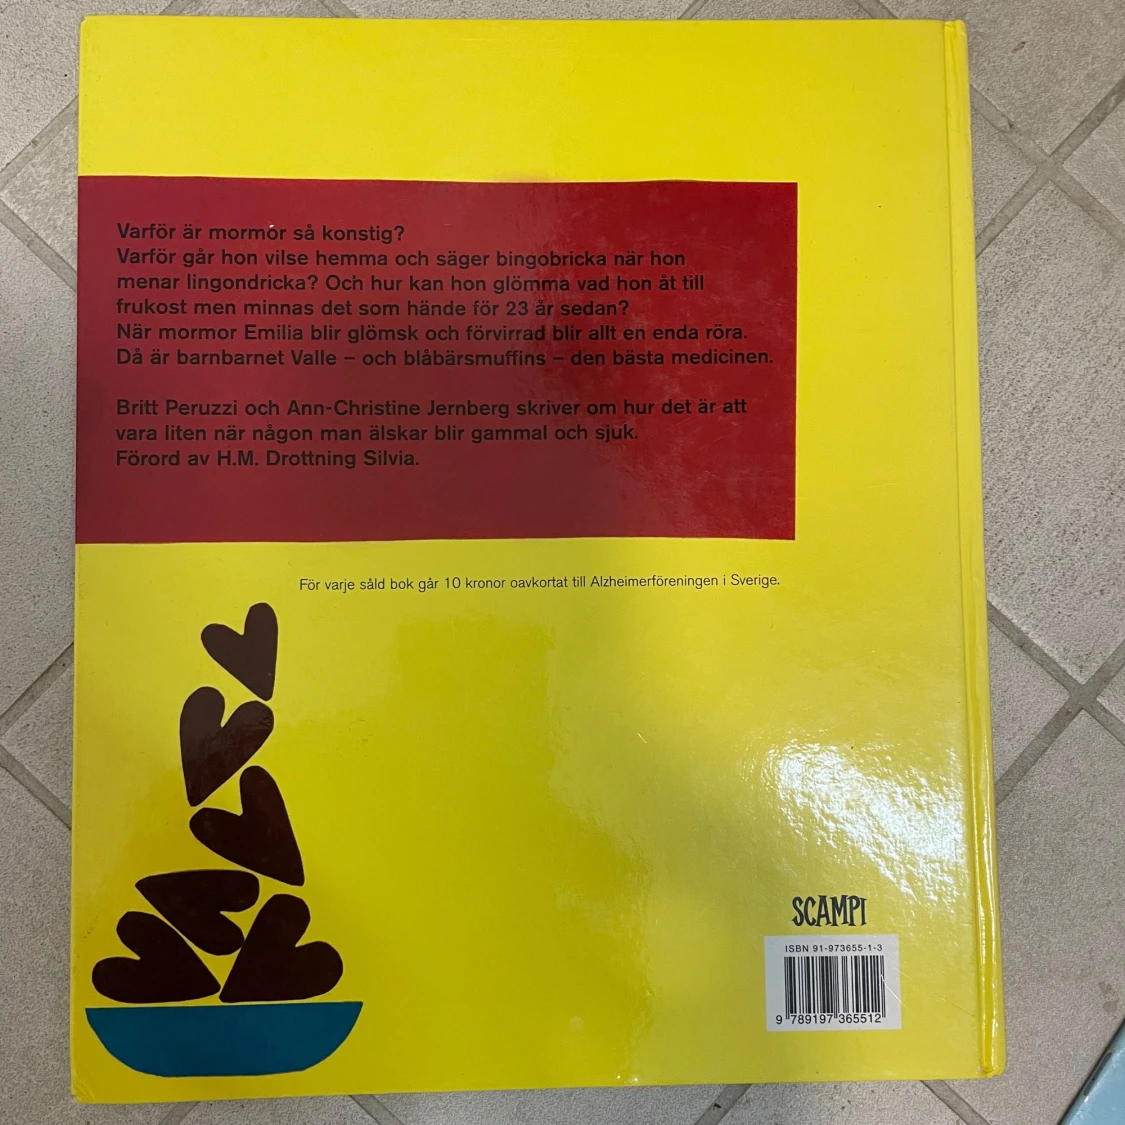 Varför är mormor så konstig?
Varför går hon vilse hemma och säger bingobricka när hon
menar lingondricka? Och hur kan hon glömma vad hon åt till
frukost men minnas det som hände för 23 år sedan?
När mormor Emilia blir glömsk och förvirrad blir allt en enda röra.
Då är barnbarnet Valle – och blåbärsmuffins – den bästa medicinen.
Britt Peruzzi och Ann-Christine Jernberg skriver om hur det är att
vara liten när någon man älskar blir gammal och sjuk.
Förord av H.M. Drottning Silvia.
För varje såld bok går 10 kronor oavkortat till Alzheimerföreningen i Sverige.
SCAMPI
ISBN 91-973655-1-3
9 789197 365512